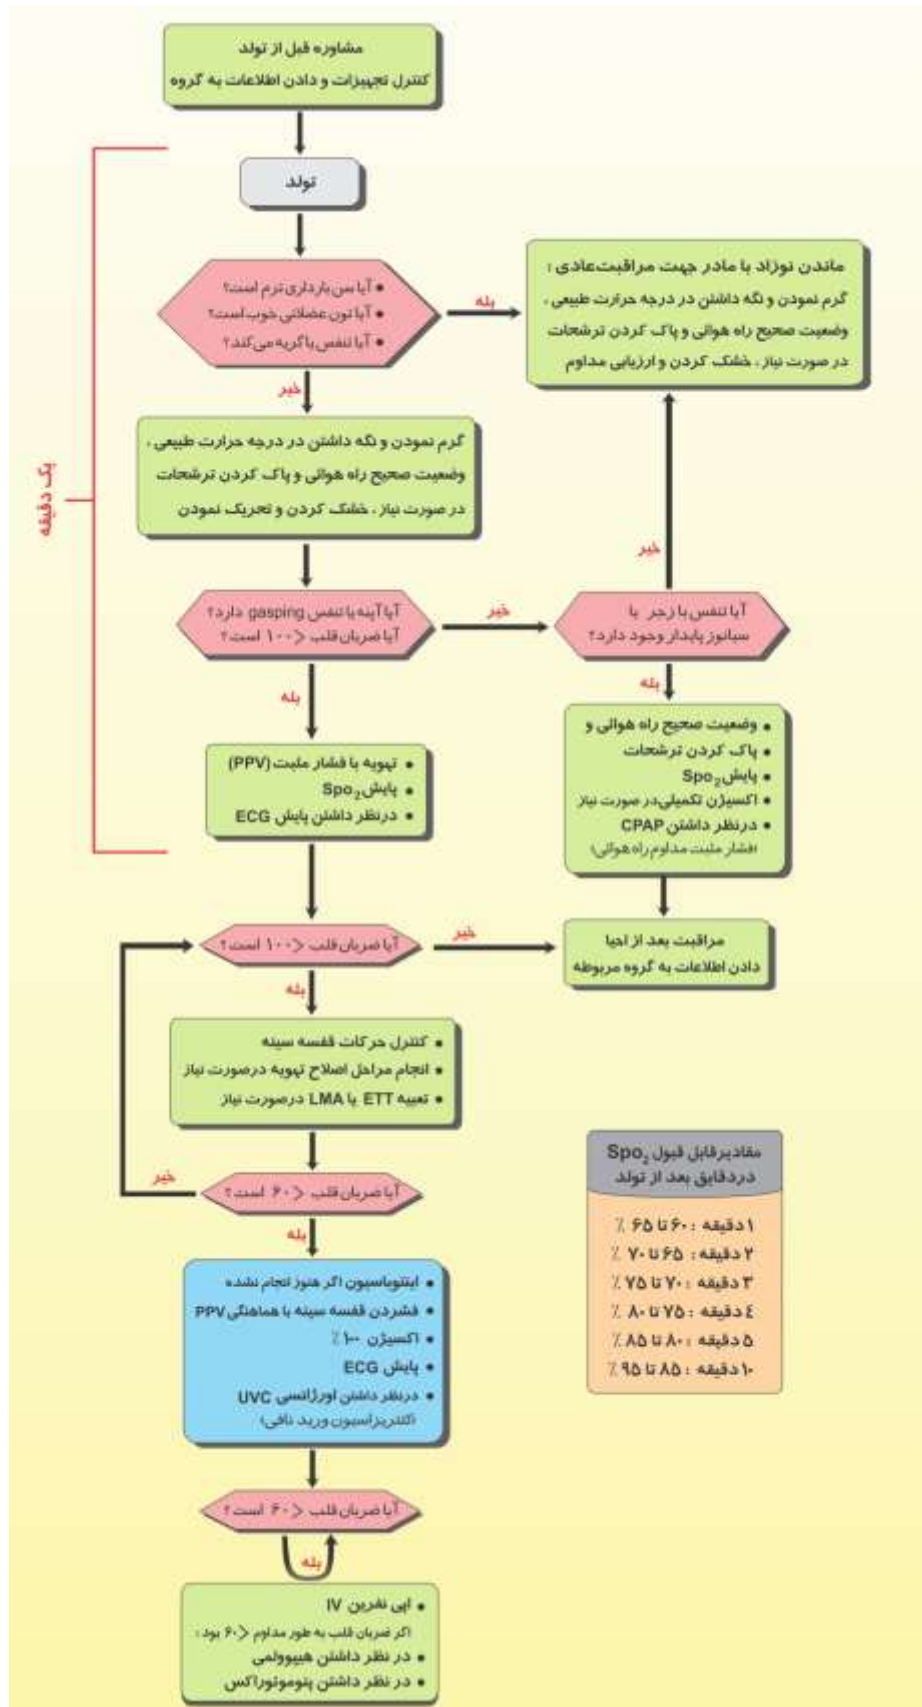 مشاوره قبل از تولد
کنترل تجهیزات و دادن اطلاعات به گروه
تولد
• آیا سن بارداری ترم است؟
• آیا تون عضلانی خوب است؟
• آیا تنفس یا گریه می‌کند؟
بله
ماندن نوزاد با مادر جهت مراقبت عادی :
گرم نمودن و نگه داشتن در درجه حرارت طبیعی ،
وضعیت صحیح راه هوائی و پاک کردن ترشحات
در صورت نیاز ، خشک کردن و ارزیابی مداوم
خیر
گرم نمودن و نگه داشتن در درجه حرارت طبیعی ،
وضعیت صحیح راه هوائی و پاک کردن ترشحات
در صورت نیاز ، خشک کردن و تحریک نمودن
یک دقیقه
خیر
آیا آپنه یا تنفس gasping دارد؟
آیا ضربان قلب <۱۰۰ است؟
خیر
آیا تنفس با زجر یا
سیانوز پایدار وجود دارد؟
بله
بله
• تهویه با فشار مثبت (PPV)
• پایش Spo₂
• درنظر داشتن پایش ECG
• وضعیت صحیح راه هوائی و
• پاک کردن ترشحات
• پایش Spo₂
• اکسیژن تکمیلی در صورت نیاز
• درنظر داشتن CPAP
(فشار مثبت مداوم راه هوائی)
آیا ضربان قلب <۱۰۰ است؟
خیر
مراقبت بعد از احیا
دادن اطلاعات به گروه مربوطه
بله
• کنترل حرکات قفسه سینه
• انجام مراحل اصلاح تهویه درصورت نیاز
• تعبیه ETT یا LMA درصورت نیاز
خیر
آیا ضربان قلب <۶۰ است؟
بله
• اینتوباسیون اگر هنوز انجام نشده
• فشردن قفسه سینه با هماهنگی PPV
• اکسیژن ۱۰۰ ٪
• پایش ECG
• درنظر داشتن اورژانسی UVC
(کتتریزاسیون ورید نافی)
آیا ضربان قلب <۶۰ است؟
بله
• اپی نفرین IV
اگر ضربان قلب به طور مداوم <۶۰ بود :
• در نظر داشتن هیپوولمی
• در نظر داشتن پنوموتوراکس
مقادیر قابل قبول Spo₂
در دقایق بعد از تولد
۱ دقیقه : ۶۰ تا ۶۵ ٪
۲ دقیقه : ۶۵ تا ۷۰ ٪
۳ دقیقه : ۷۰ تا ۷۵ ٪
۴ دقیقه : ۷۵ تا ۸۰ ٪
۵ دقیقه : ۸۰ تا ۸۵ ٪
۱۰ دقیقه : ۸۵ تا ۹۵ ٪